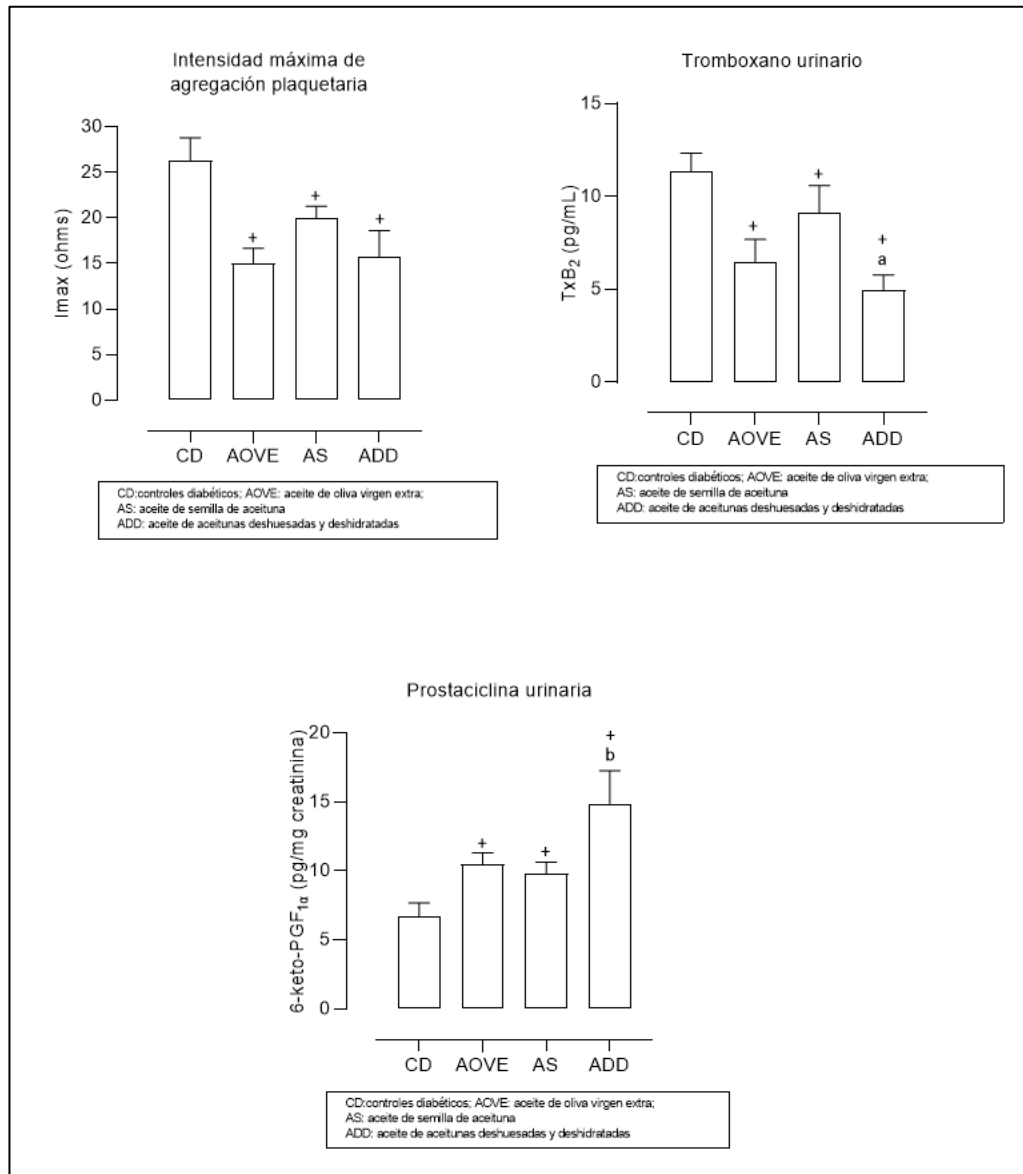 Intensidad máxima de
agregación plaquetaria
Imax (ohms)
30
25
20
15
10
5
0
+
+
+
CD AOVE AS ADD
CD:controles diabéticos; AOVE: aceite de oliva virgen extra;
AS: aceite de semilla de aceituna
ADD: aceite de aceitunas deshuesadas y deshidratadas
Tromboxano urinario
TxB₂ (pg/mL)
15
10
5
0
+
+
+
a
CD AOVE AS ADD
CD:controles diabéticos; AOVE: aceite de oliva virgen extra;
AS: aceite de semilla de aceituna
ADD: aceite de aceitunas deshuesadas y deshidratadas
Prostaciclina urinaria
6-keto-PGF₁α (pg/mg creatinina)
20
15
10
5
0
+
+
+
b
CD AOVE AS ADD
CD:controles diabéticos; AOVE: aceite de oliva virgen extra;
AS: aceite de semilla de aceituna
ADD: aceite de aceitunas deshuesadas y deshidratadas